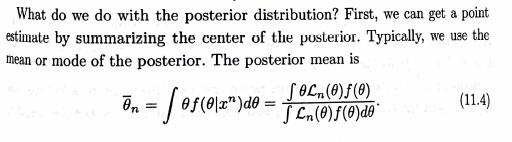 What do we do with the posterior distribution? First, we can get a point
estimate by summarizing the center of the posterior. Typically, we use the
mean or mode of the posterior. The posterior mean is
θ̄ₙ = ∫ θf(θ|xⁿ)dθ = ∫ θℒₙ(θ)f(θ) / ∫ ℒₙ(θ)f(θ)dθ. (11.4)